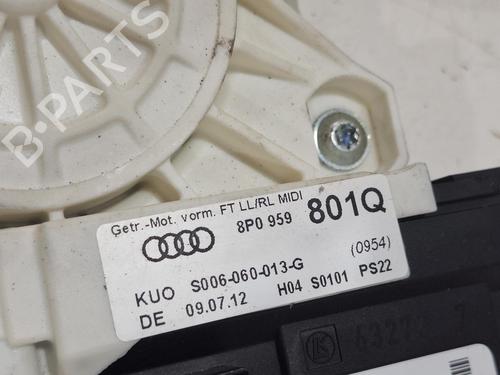 B-PARTS
Getr.-Mot. vorm. FT LL/RL MIDI
8P0 959 801Q
(0954)
KUO S006-060-013-G
DE 09.07.12 H04 S0101 PS22
K